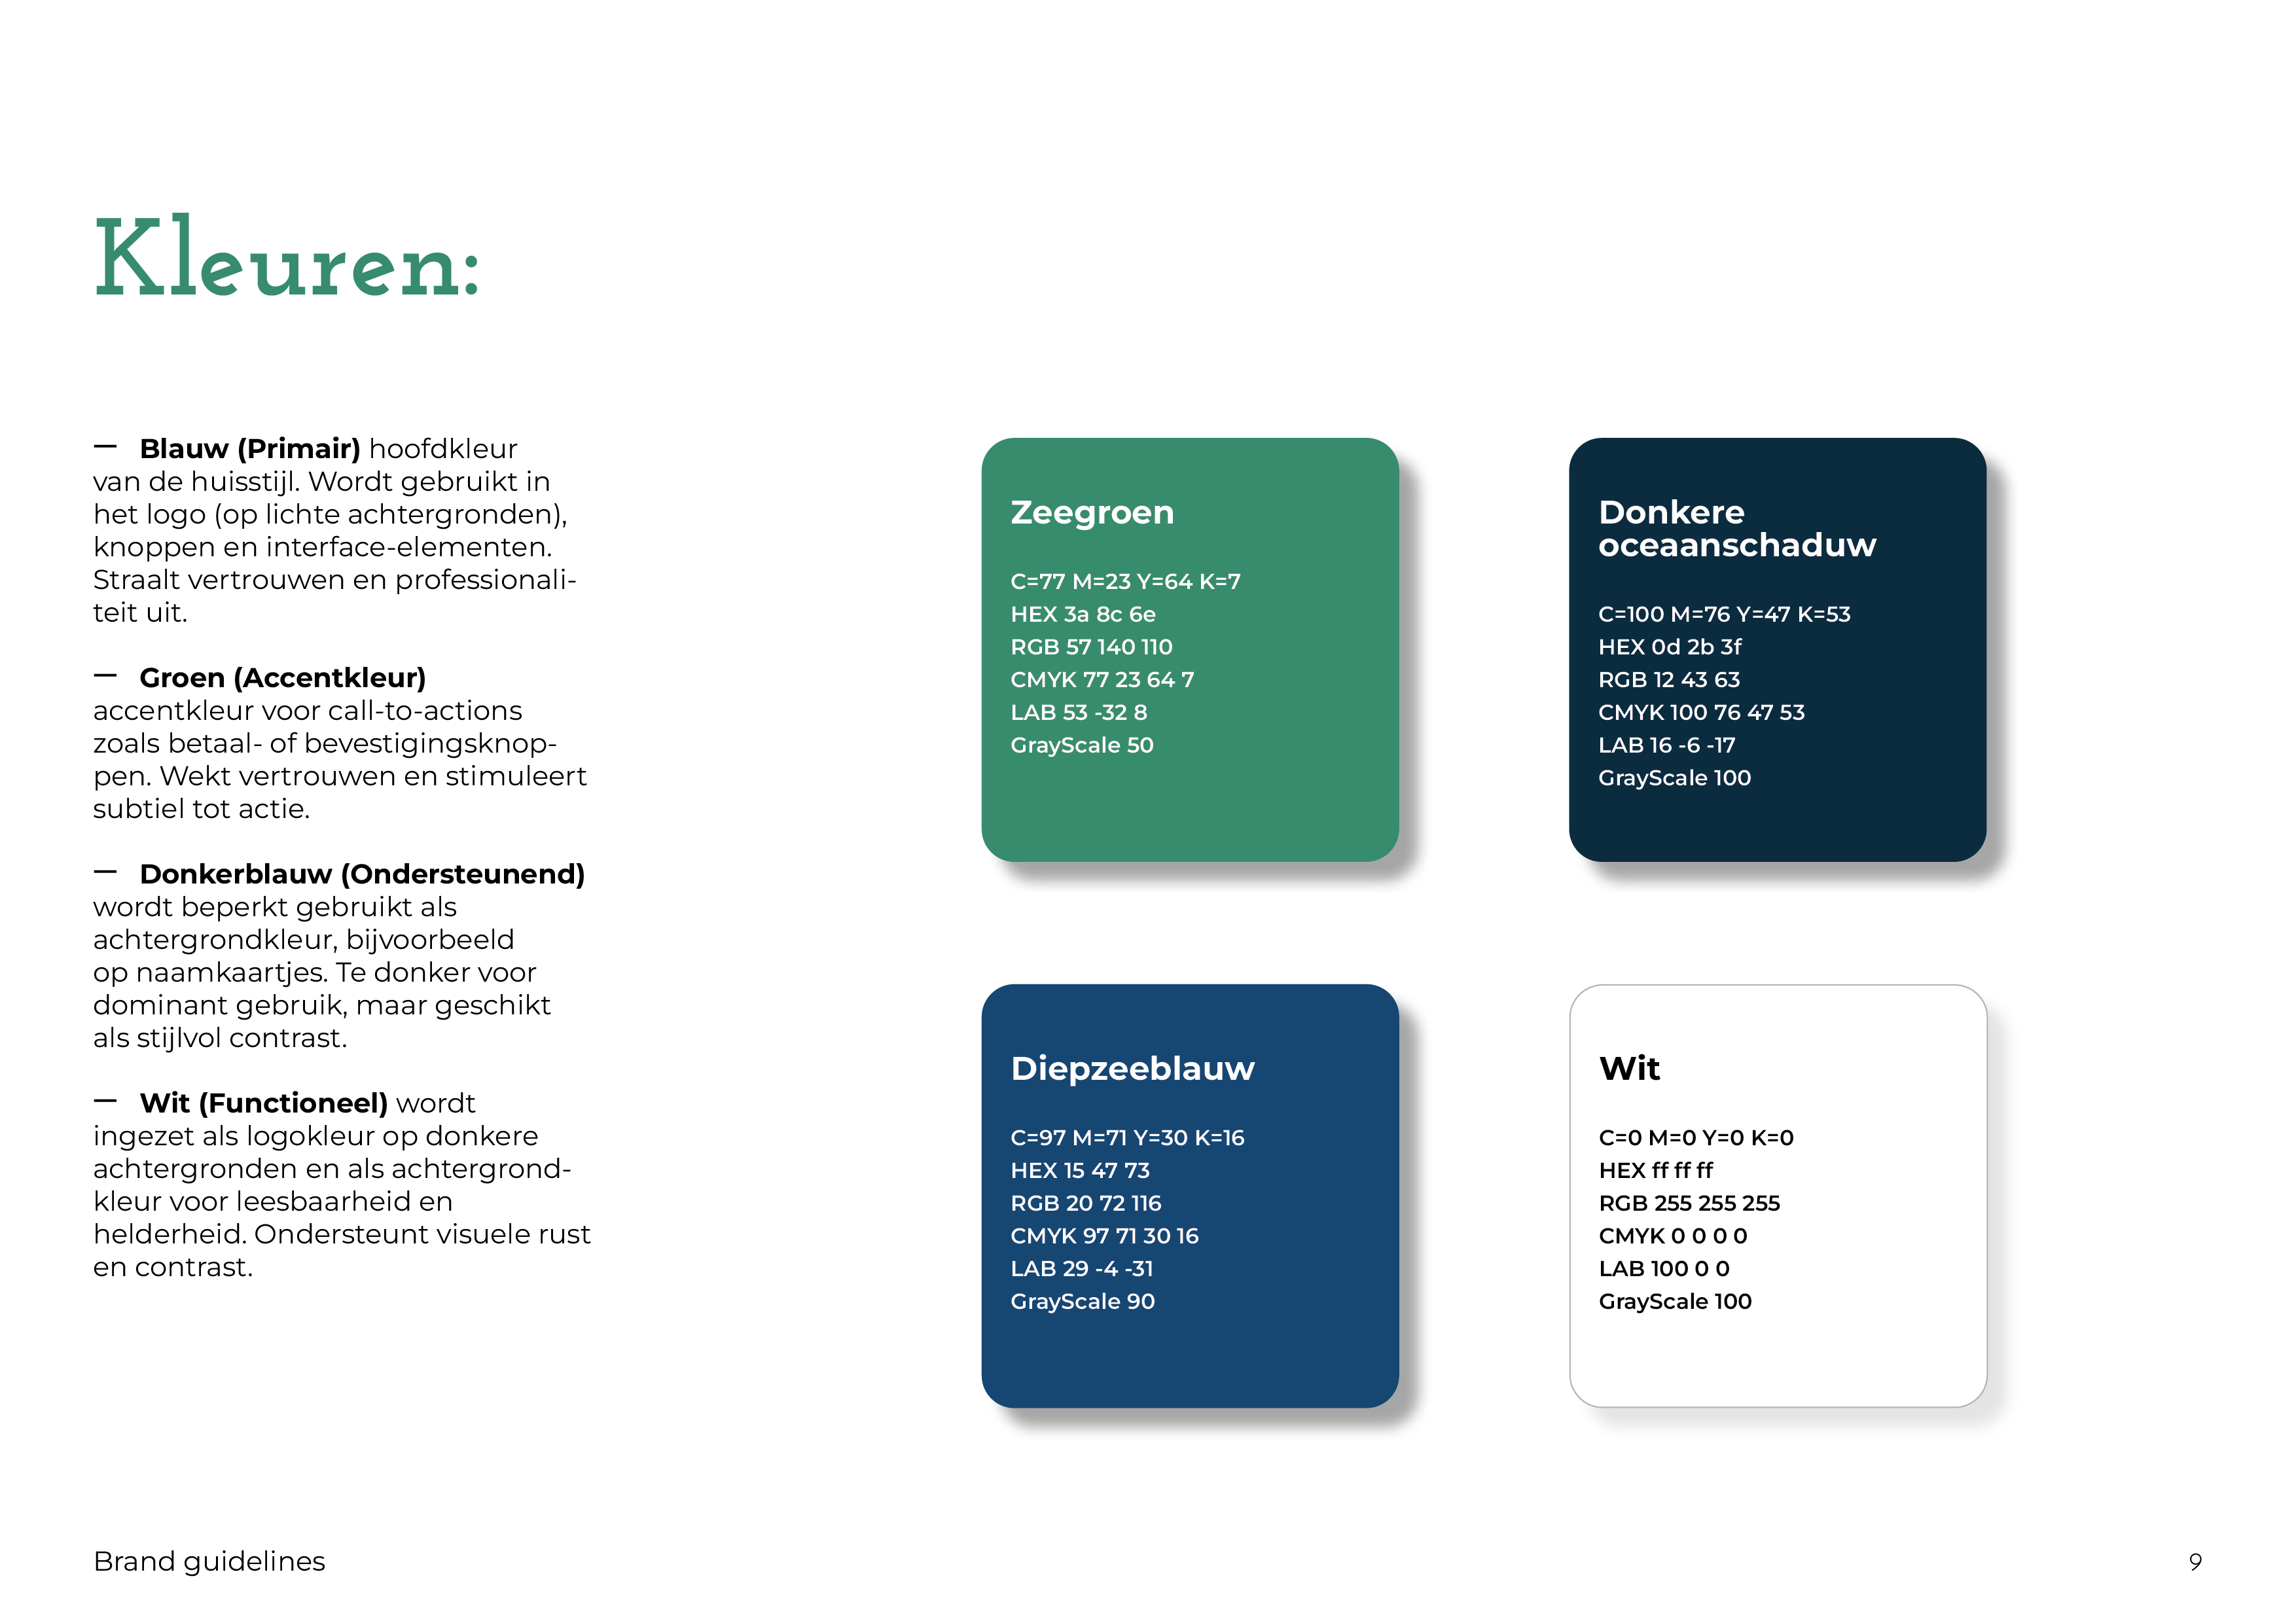 Kleuren:
— Blauw (Primair) hoofdkleur
van de huisstijl. Wordt gebruikt in
het logo (op lichte achtergronden),
knoppen en interface-elementen.
Straalt vertrouwen en professionali-
teit uit.
— Groen (Accentkleur)
accentkleur voor call-to-actions
zoals betaal- of bevestigingsknop-
pen. Wekt vertrouwen en stimuleert
subtiel tot actie.
— Donkerblauw (Ondersteunend)
wordt beperkt gebruikt als
achtergrondkleur, bijvoorbeeld
op naamkaartjes. Te donker voor
dominant gebruik, maar geschikt
als stijlvol contrast.
— Wit (Functioneel) wordt
ingezet als logokleur op donkere
achtergronden en als achtergrond-
kleur voor leesbaarheid en
helderheid. Ondersteunt visuele rust
en contrast.
Zeegroen
C=77 M=23 Y=64 K=7
HEX 3a 8c 6e
RGB 57 140 110
CMYK 77 23 64 7
LAB 53 -32 8
GrayScale 50
Donkere
oceaanschaduw
C=100 M=76 Y=47 K=53
HEX 0d 2b 3f
RGB 12 43 63
CMYK 100 76 47 53
LAB 16 -6 -17
GrayScale 100
Diepzeeblauw
C=97 M=71 Y=30 K=16
HEX 15 47 73
RGB 20 72 116
CMYK 97 71 30 16
LAB 29 -4 -31
GrayScale 90
Wit
C=0 M=0 Y=0 K=0
HEX ff ff ff
RGB 255 255 255
CMYK 0 0 0 0
LAB 100 0 0
GrayScale 100
Brand guidelines
9